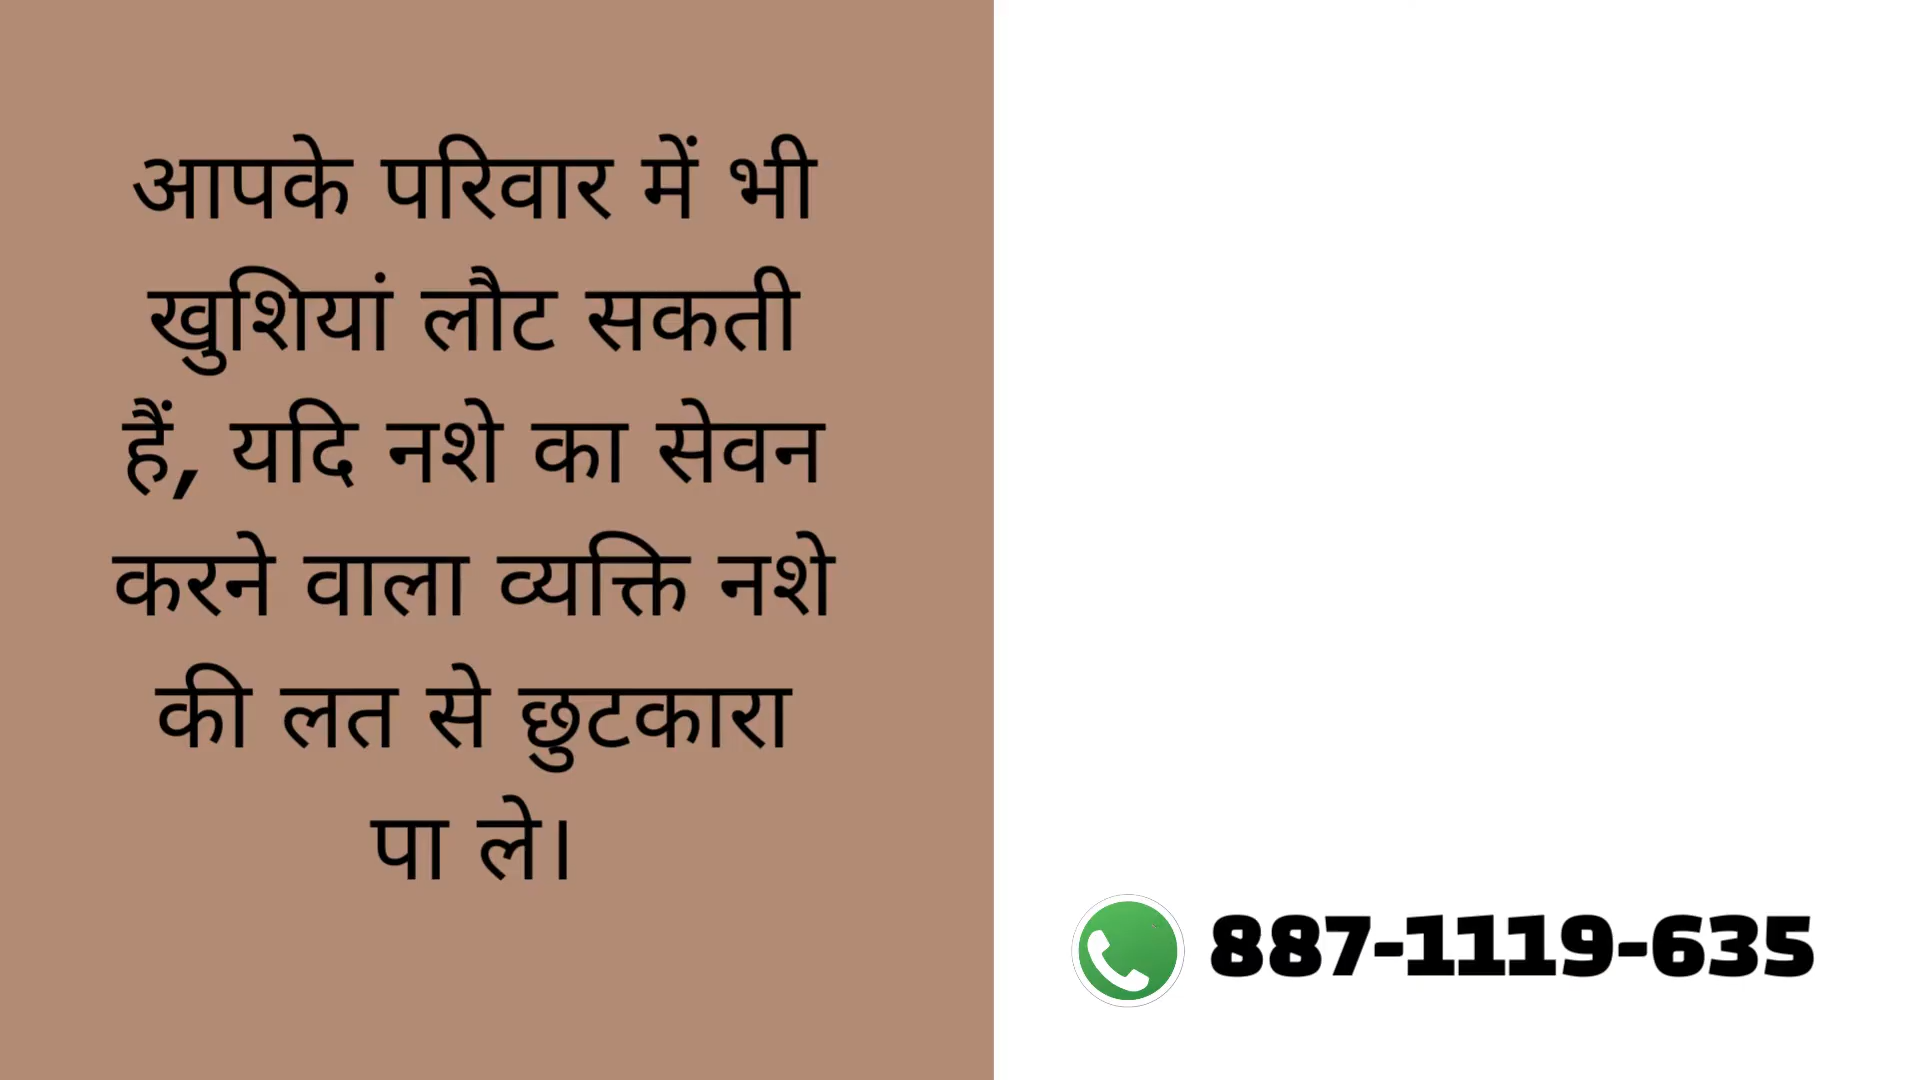 आपके परिवार में भी
खुशियां लौट सकती
हैं, यदि नशे का सेवन
करने वाला व्यक्ति नशे
की लत से छुटकारा
पा ले।
887-1119-635